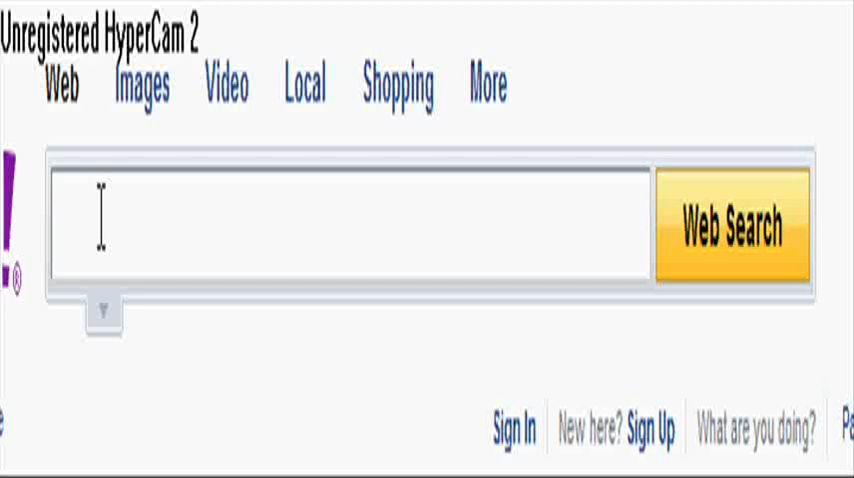 Unregistered HyperCam 2
Web Images Video Local Shopping More
!®
Web Search
Sign In New here? Sign Up What are you doing?